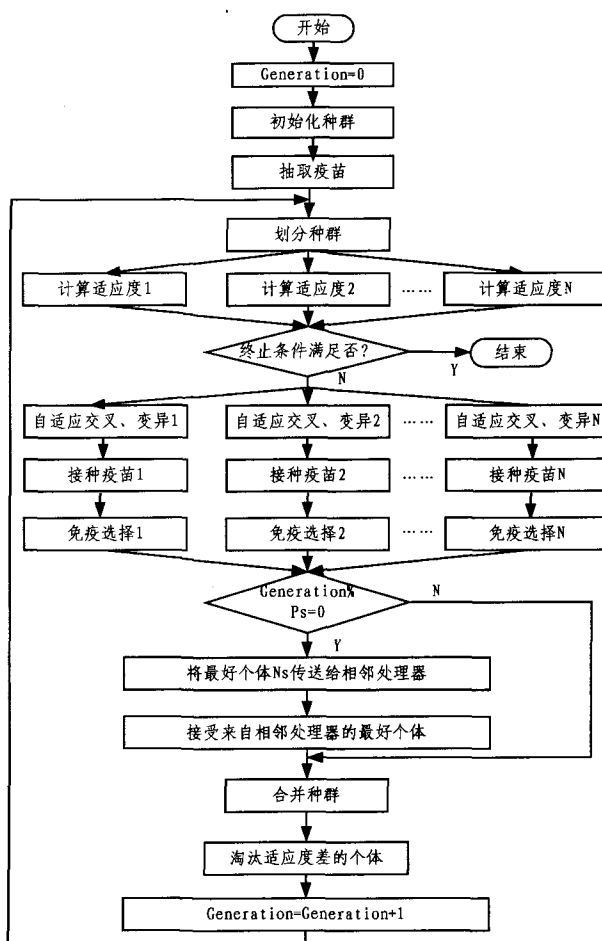 开始
Generation=0
初始化种群
抽取疫苗
划分种群
计算适应度1 计算适应度2 …… 计算适应度N
终止条件满足否? 结束
Y
N
自适应交叉、变异1 自适应交叉、变异2 …… 自适应交叉、变异N
接种疫苗1 接种疫苗2 …… 接种疫苗N
免疫选择1 免疫选择2 …… 免疫选择N
Generation% N
Ps=0
Y
将最好个体Ns传送给相邻处理器
接受来自相邻处理器的最好个体
合并种群
淘汰适应度差的个体
Generation=Generation+1